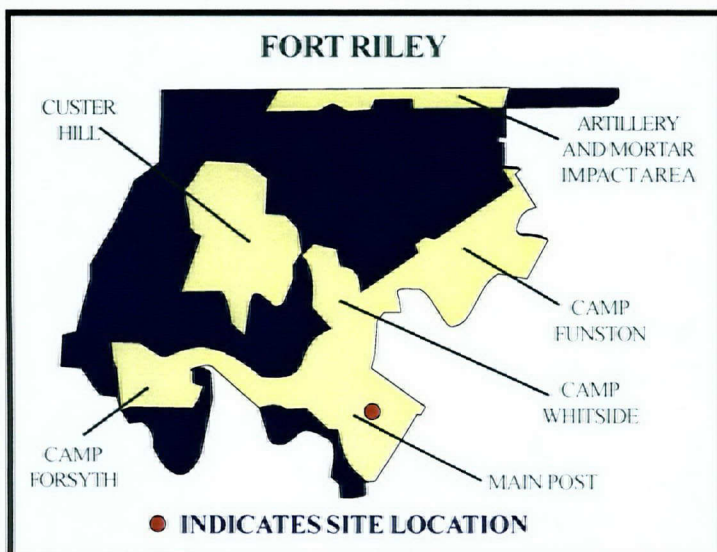 FORT RILEY
CUSTER
HILL
ARTILLERY
AND MORTAR
IMPACT AREA
CAMP
FUNSTON
CAMP
WHITSIDE
CAMP
FORSYTH
MAIN POST
INDICATES SITE LOCATION